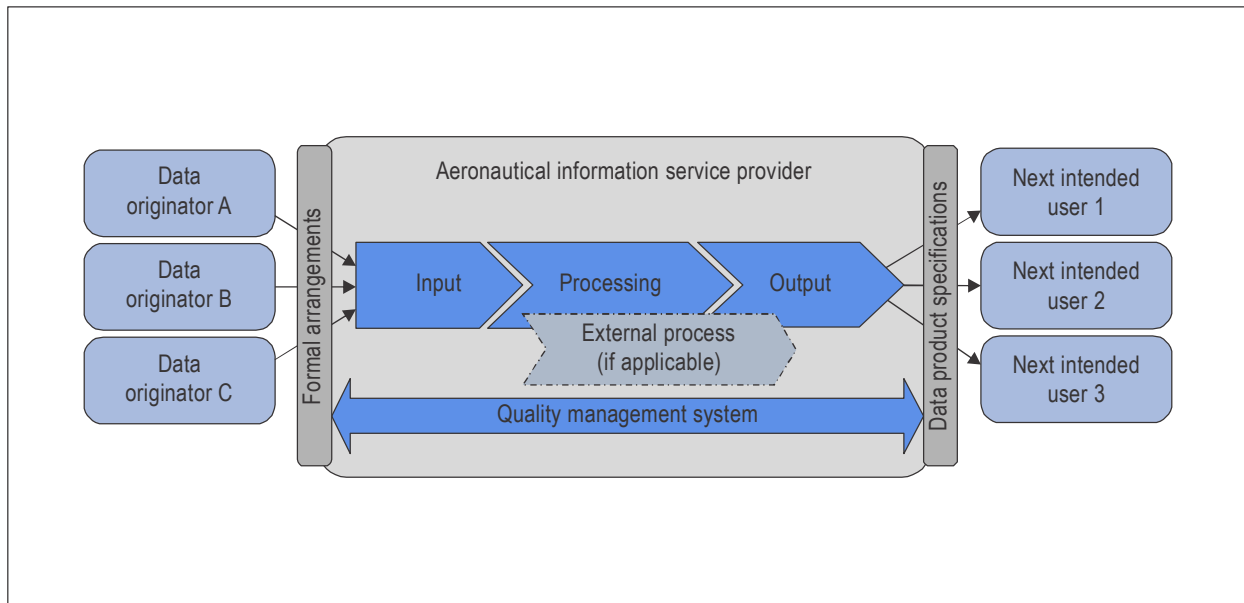 Aeronautical information service provider
Data
originator A
Data
originator B
Data
originator C
Formal arrangements
Input
Processing
Output
External process
(if applicable)
Quality management system
Data product specifications
Next intended
user 1
Next intended
user 2
Next intended
user 3